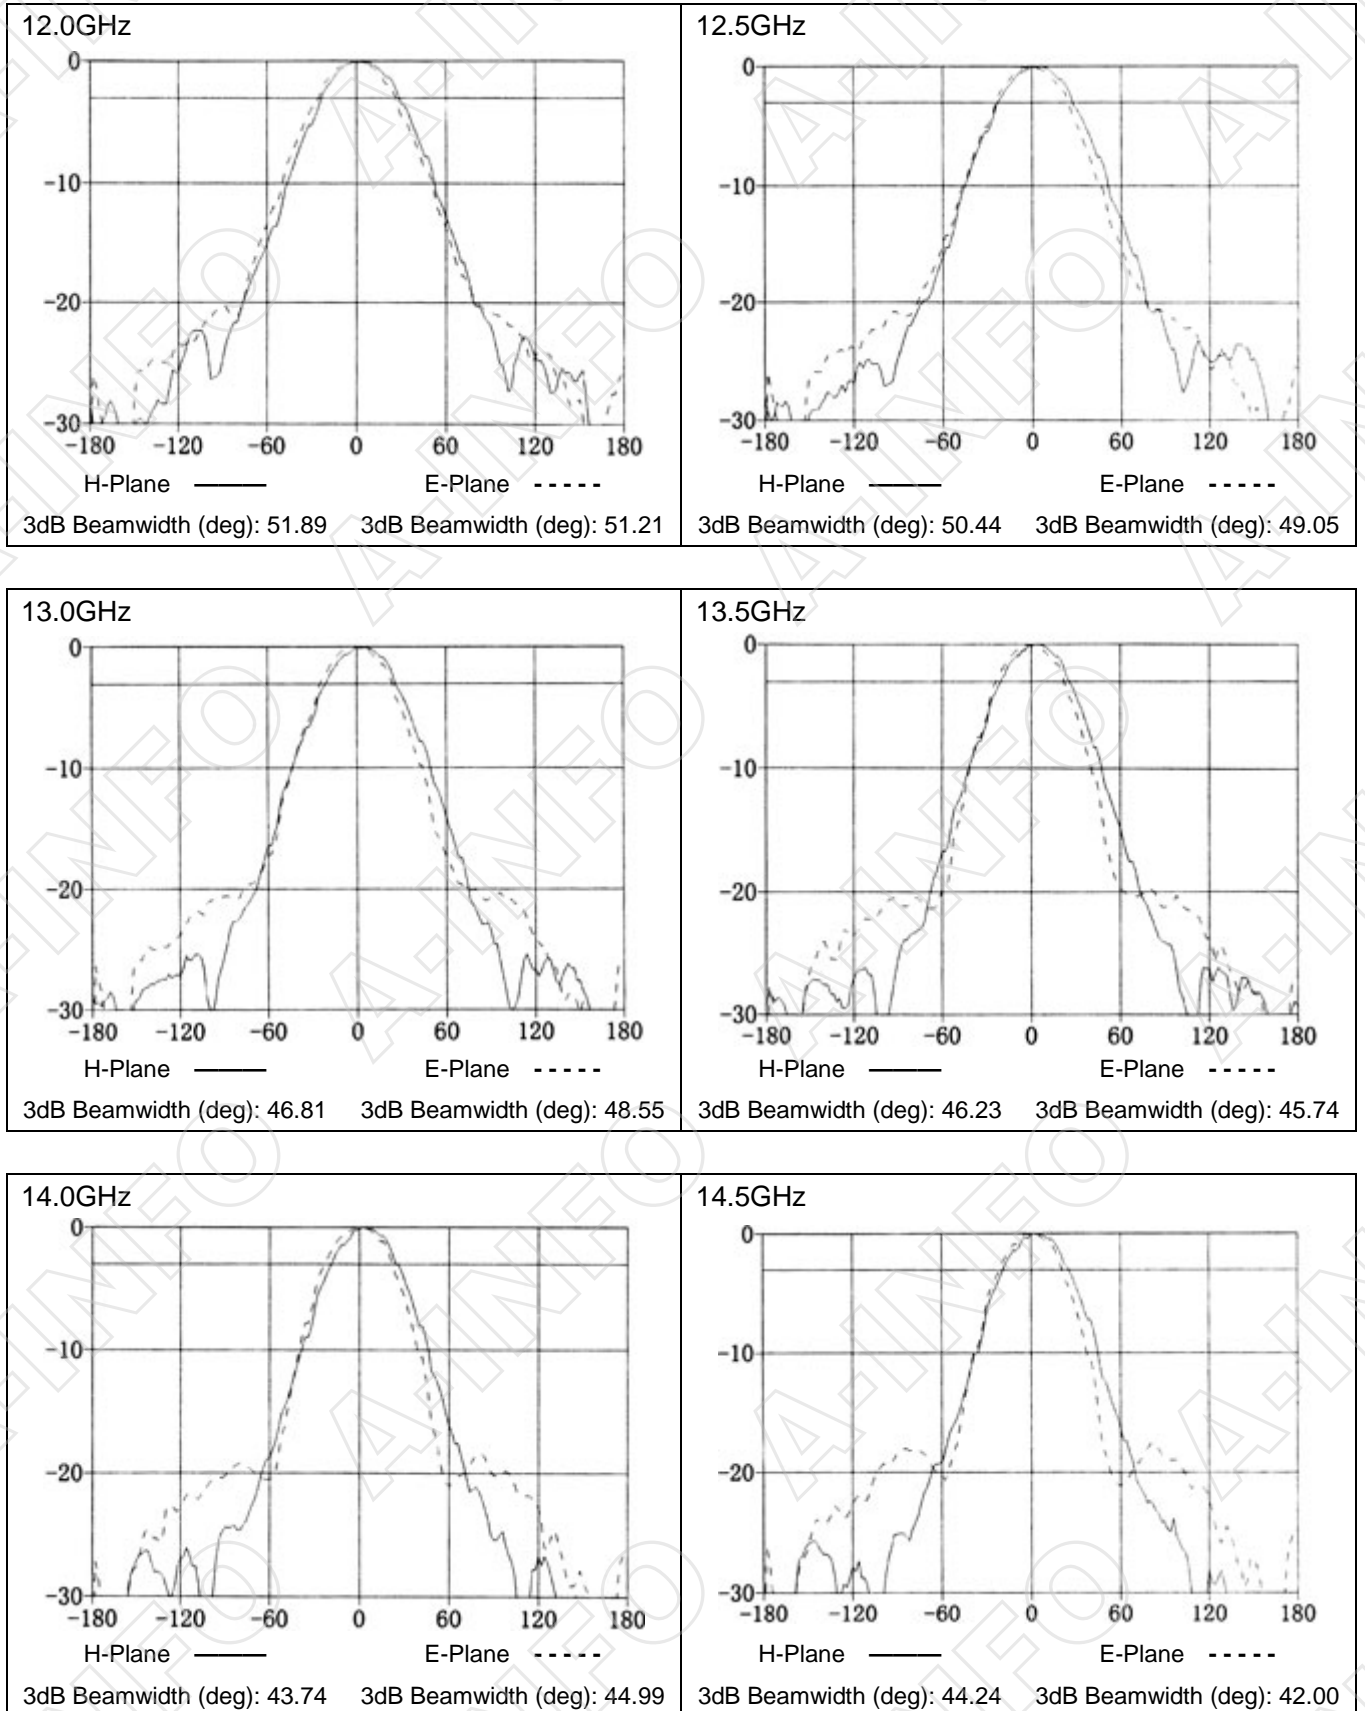 12.0GHz
0
-10
-20
-30
-180 -120 -60 0 60 120 180
H-Plane E-Plane
3dB Beamwidth (deg): 51.89 3dB Beamwidth (deg): 51.21
12.5GHz
0
-10
-20
-30
-180 -120 -60 0 60 120 180
H-Plane E-Plane
3dB Beamwidth (deg): 50.44 3dB Beamwidth (deg): 49.05
13.0GHz
0
-10
-20
-30
-180 -120 -60 0 60 120 180
H-Plane E-Plane
3dB Beamwidth (deg): 46.81 3dB Beamwidth (deg): 48.55
13.5GHz
0
-10
-20
-30
-180 -120 -60 0 60 120 180
H-Plane E-Plane
3dB Beamwidth (deg): 46.23 3dB Beamwidth (deg): 45.74
14.0GHz
0
-10
-20
-30
-180 -120 -60 0 60 120 180
H-Plane E-Plane
3dB Beamwidth (deg): 43.74 3dB Beamwidth (deg): 44.99
14.5GHz
0
-10
-20
-30
-180 -120 -60 0 60 120 180
H-Plane E-Plane
3dB Beamwidth (deg): 44.24 3dB Beamwidth (deg): 42.00
A-INFO
A-INFO
A-INFO
A-INFO
A-INFO
A-INFO